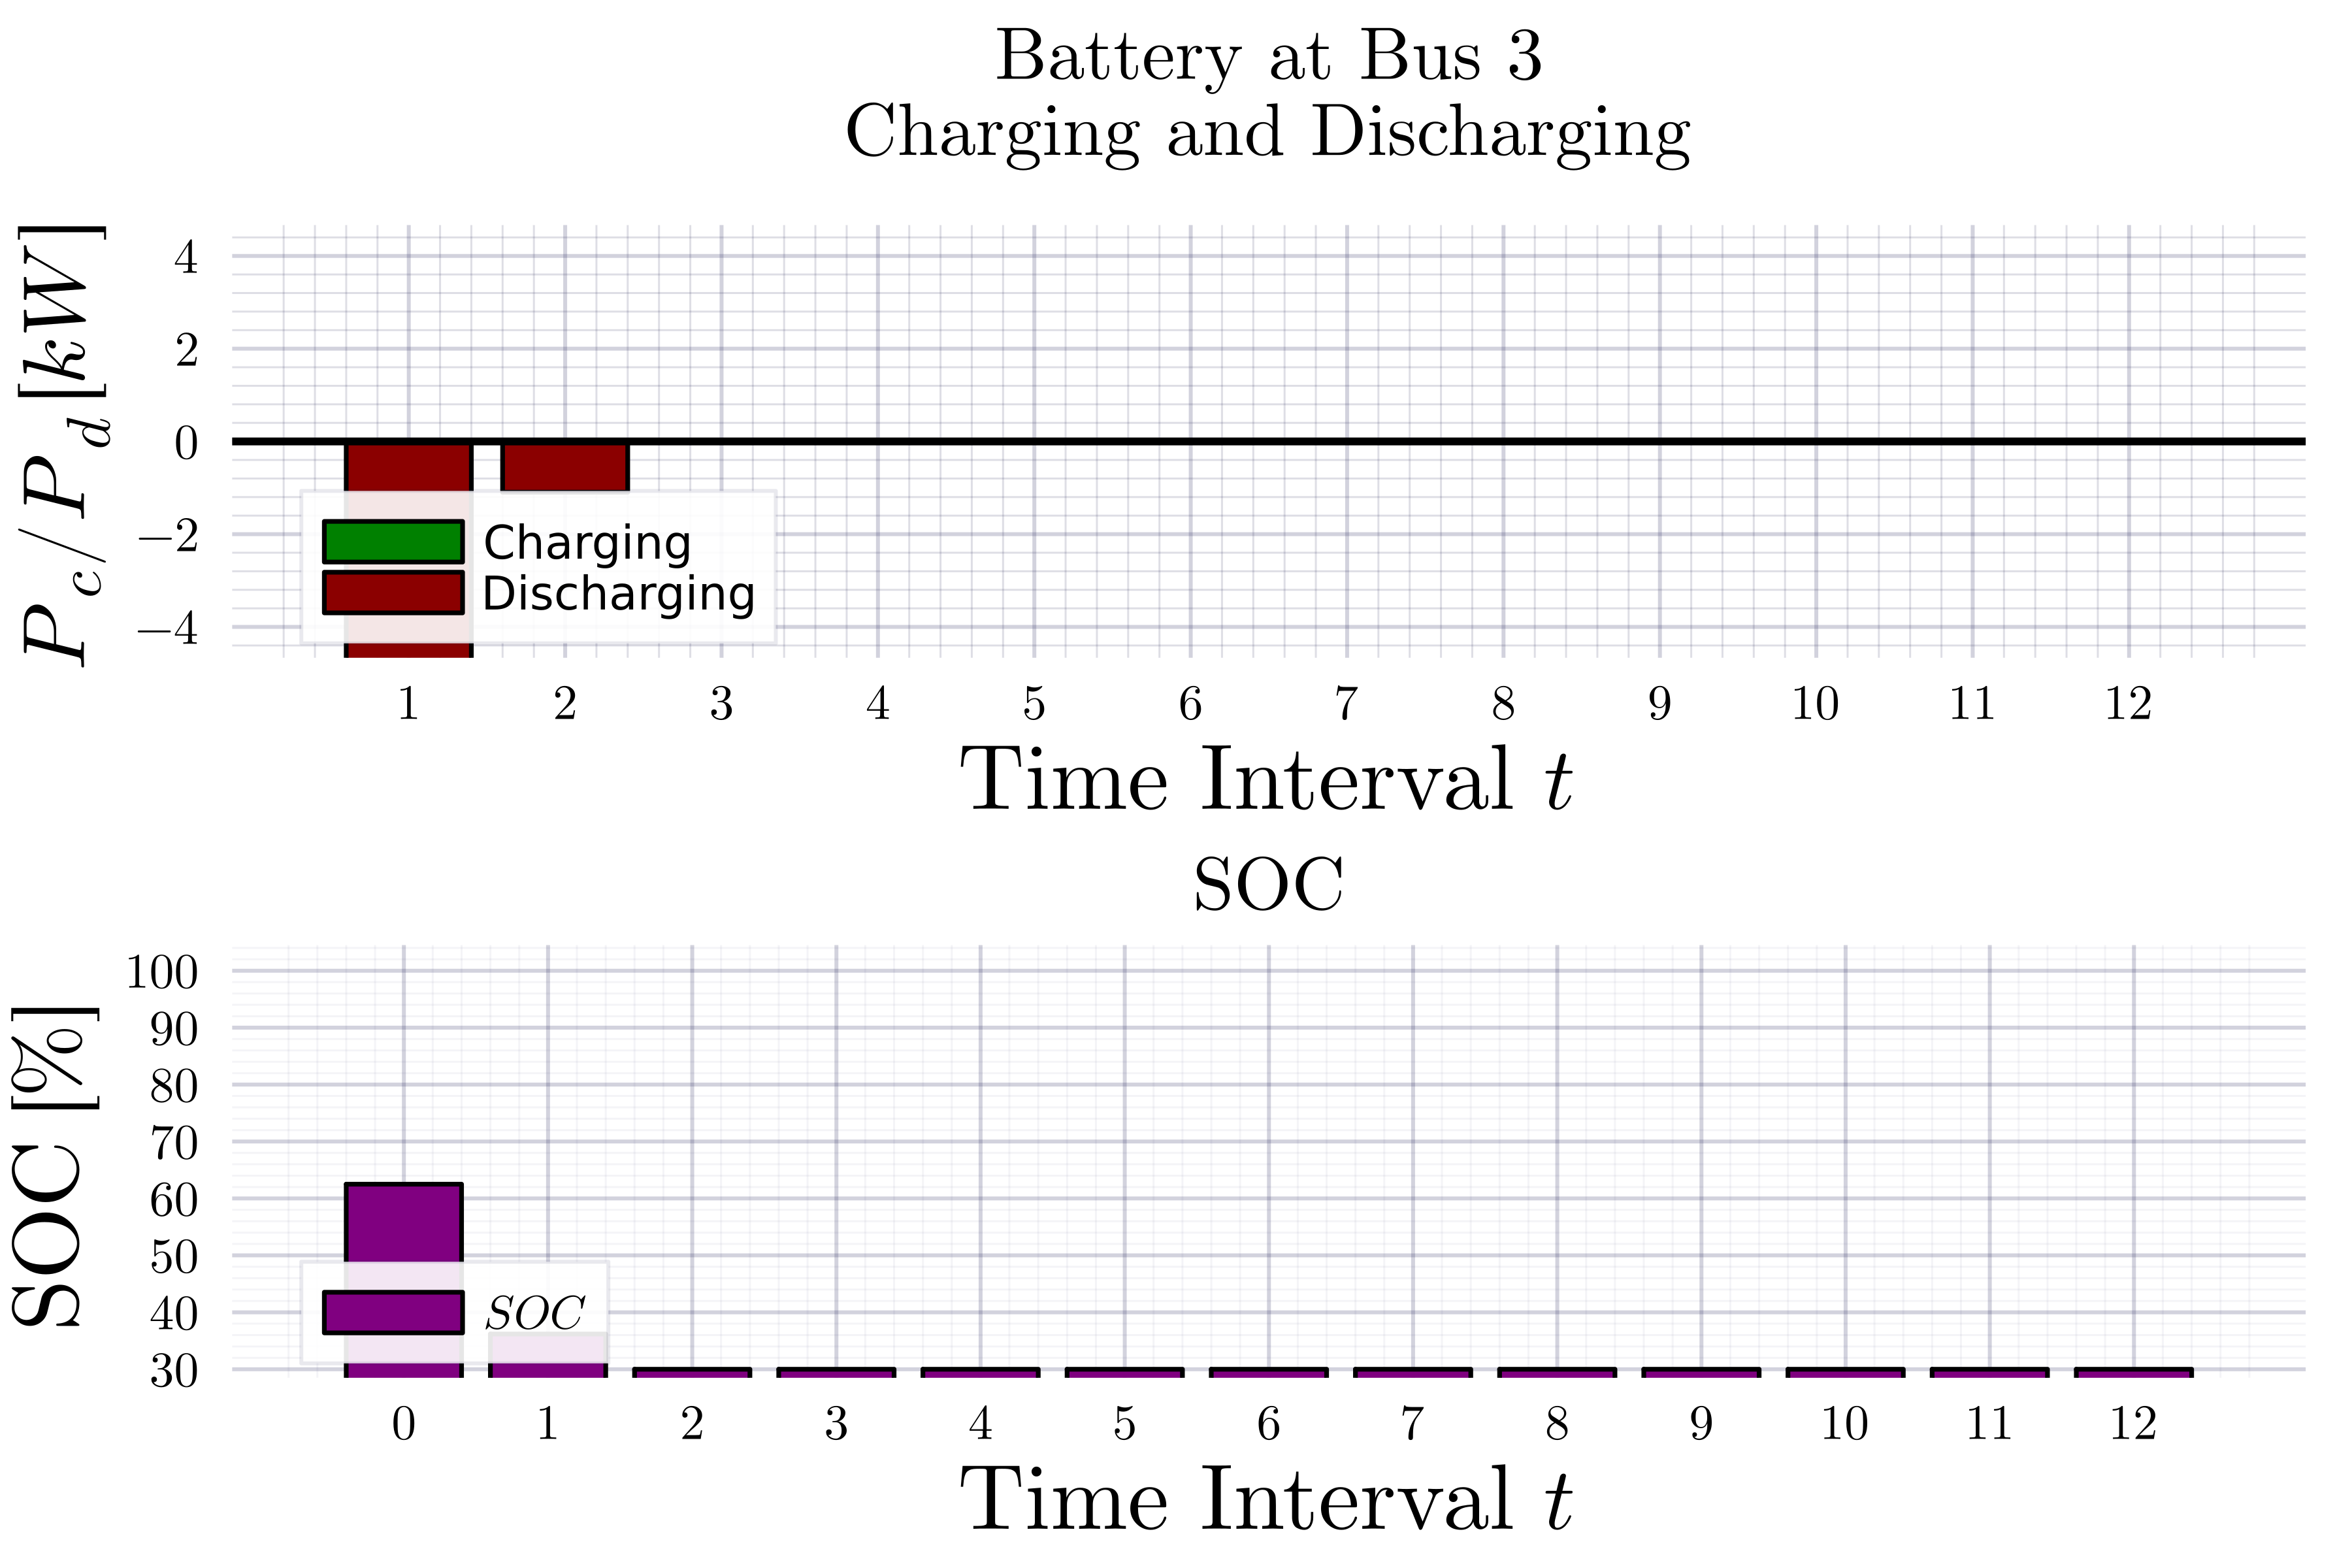 Battery at Bus 3
Charging and Discharging
P_c/P_d [kW]
4
2
0
−2
−4
Charging
Discharging
1 2 3 4 5 6 7 8 9 10 11 12
Time Interval t
SOC
SOC [%]
100
90
80
70
60
50
40
30
SOC
0 1 2 3 4 5 6 7 8 9 10 11 12
Time Interval t